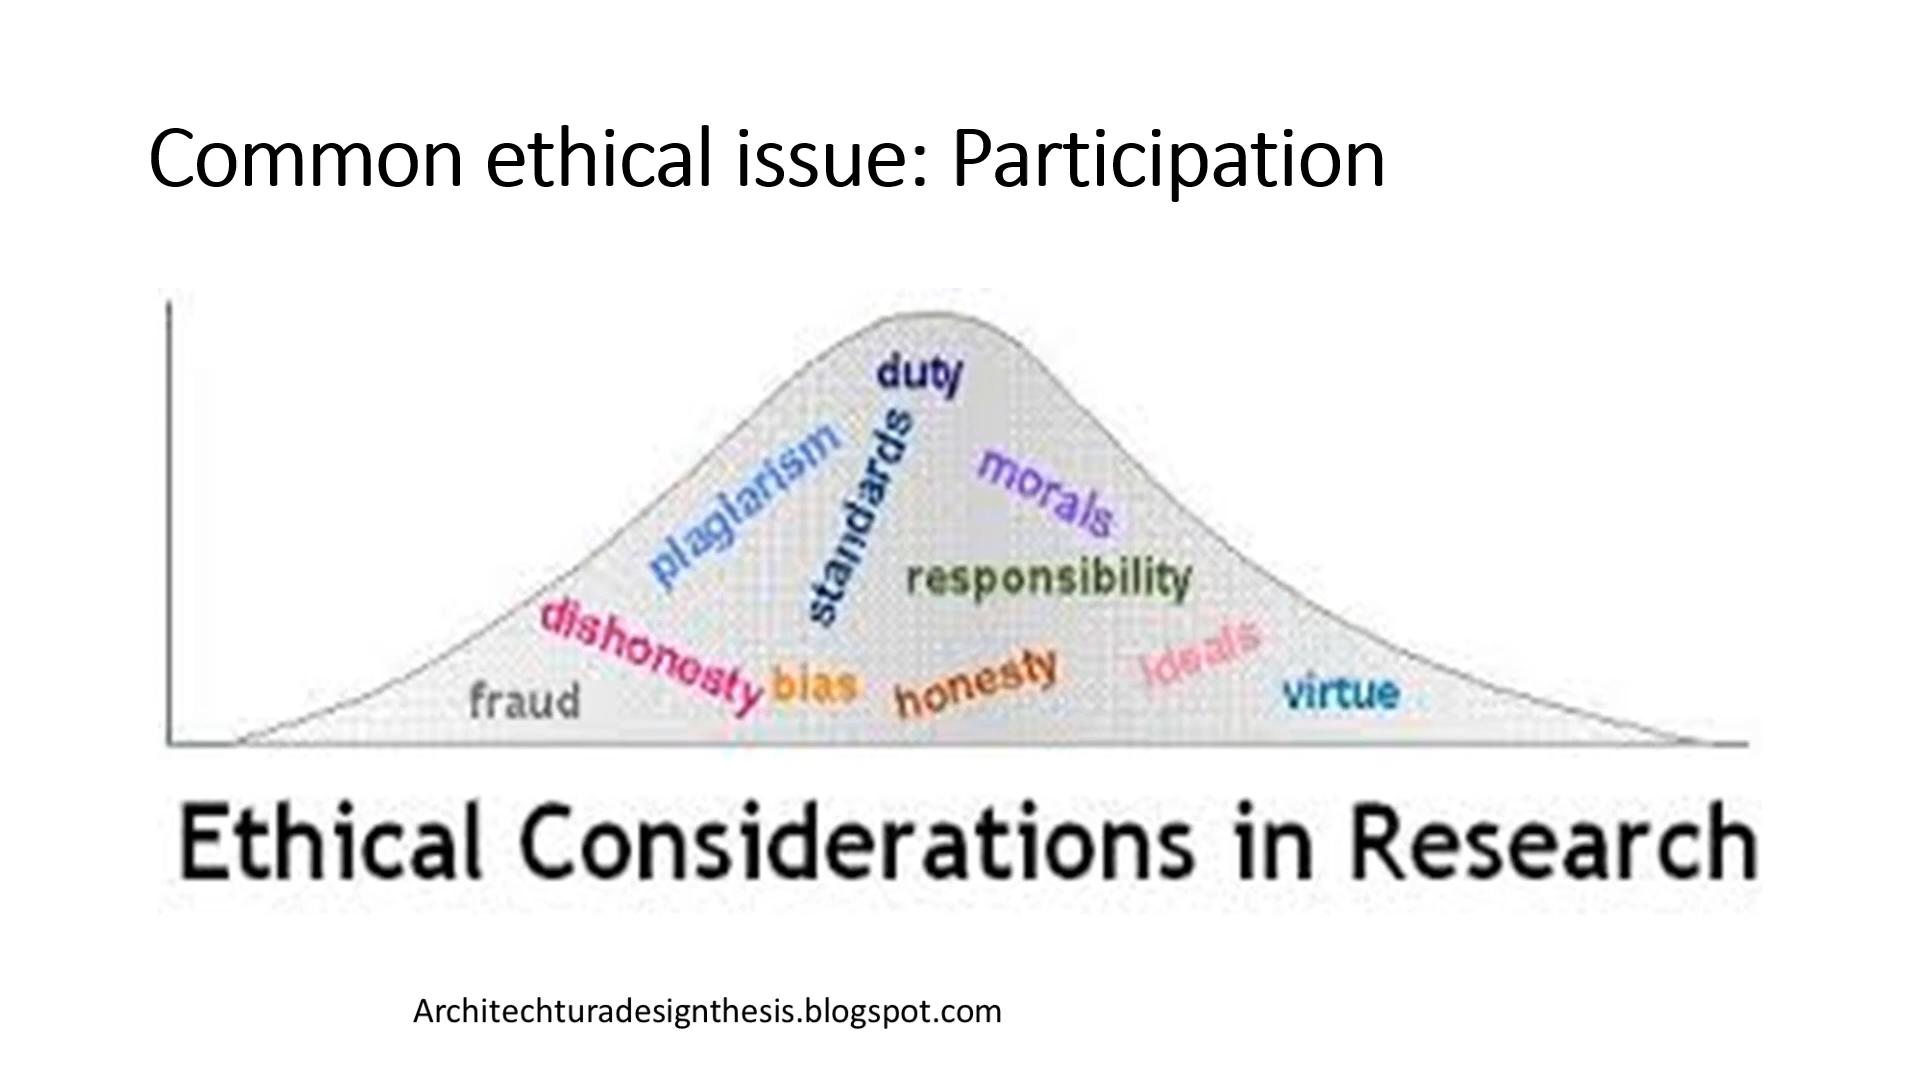 Common ethical issue: Participation
duty
plagiarism
standards
morals
responsibility
dishonesty
bias
honesty
ideals
virtue
fraud
Ethical Considerations in Research
Architechturadesignthesis.blogspot.com